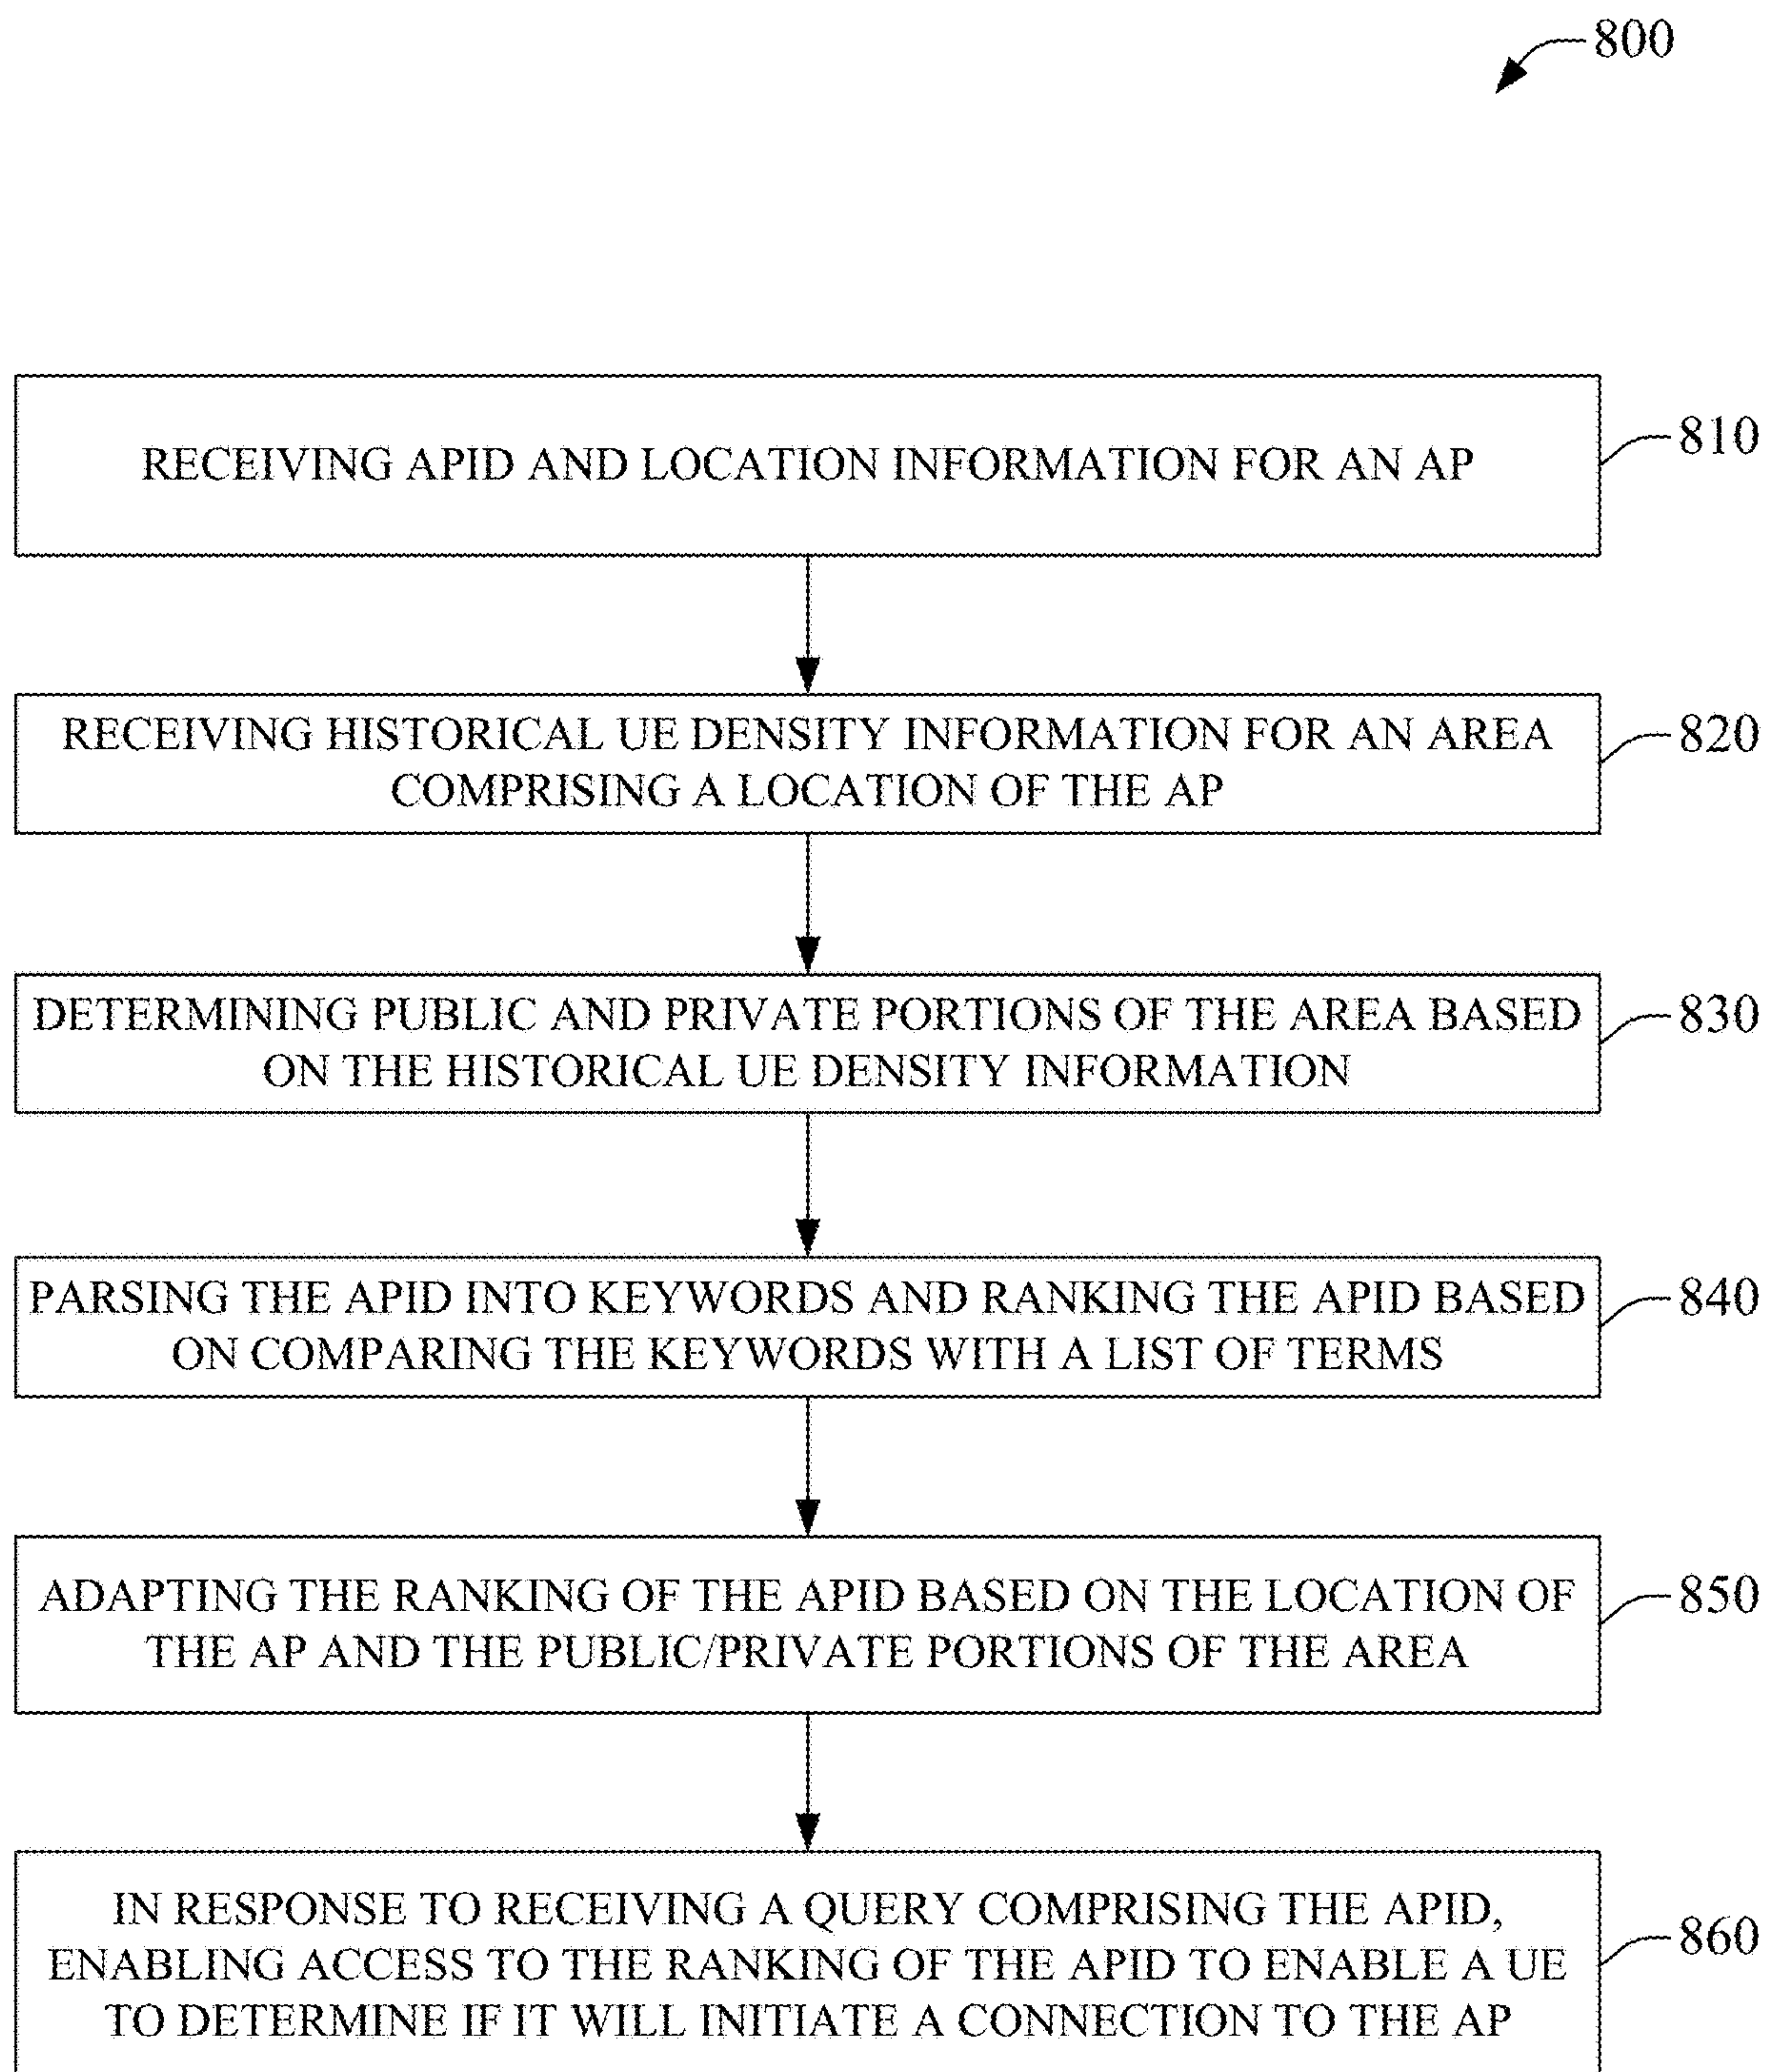 800
RECEIVING APID AND LOCATION INFORMATION FOR AN AP
810
RECEIVING HISTORICAL UE DENSITY INFORMATION FOR AN AREA
COMPRISING A LOCATION OF THE AP
820
DETERMINING PUBLIC AND PRIVATE PORTIONS OF THE AREA BASED
ON THE HISTORICAL UE DENSITY INFORMATION
830
PARSING THE APID INTO KEYWORDS AND RANKING THE APID BASED
ON COMPARING THE KEYWORDS WITH A LIST OF TERMS
840
ADAPTING THE RANKING OF THE APID BASED ON THE LOCATION OF
THE AP AND THE PUBLIC/PRIVATE PORTIONS OF THE AREA
850
IN RESPONSE TO RECEIVING A QUERY COMPRISING THE APID,
ENABLING ACCESS TO THE RANKING OF THE APID TO ENABLE A UE
TO DETERMINE IF IT WILL INITIATE A CONNECTION TO THE AP
860